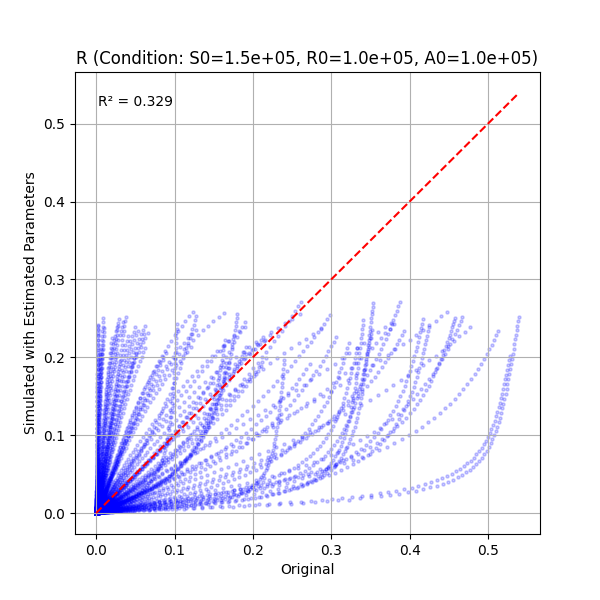 R (Condition: S0=1.5e+05, R0=1.0e+05, A0=1.0e+05)
R² = 0.329
0.5
0.4
0.3
0.2
0.1
0.0
Simulated with Estimated Parameters
0.0 0.1 0.2 0.3 0.4 0.5
Original